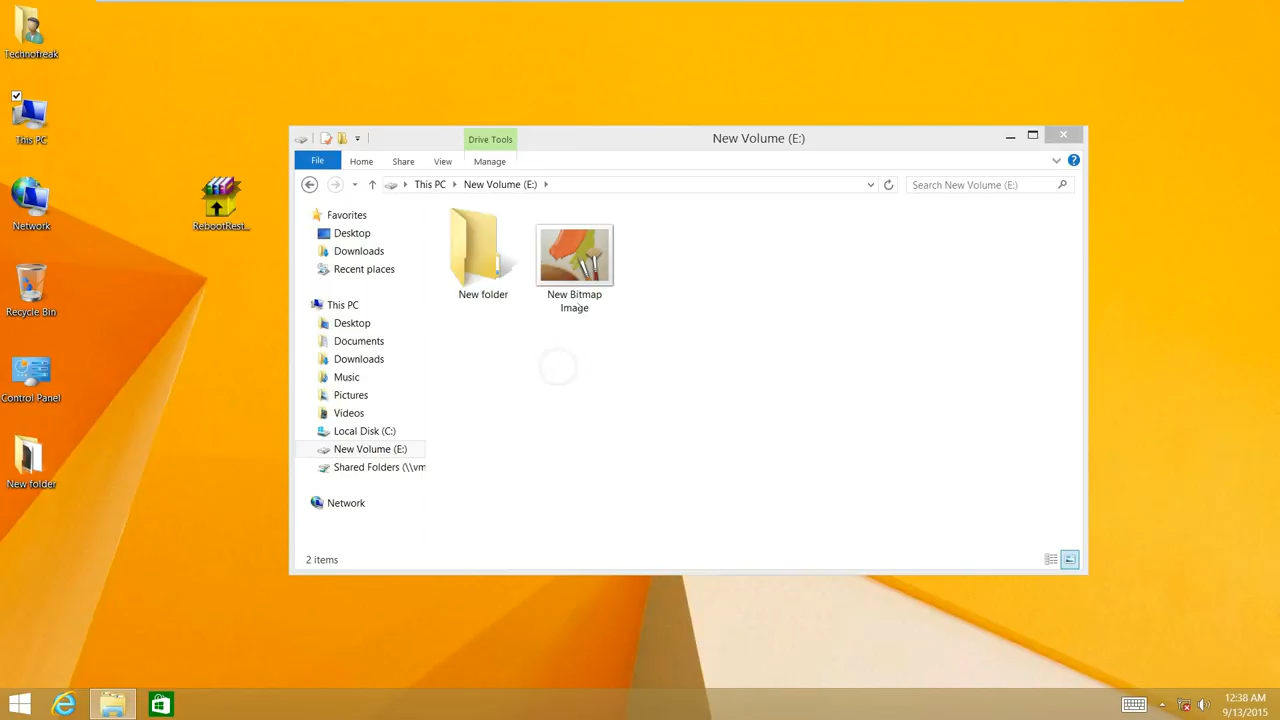 Technofreak
This PC
Network
Recycle Bin
Control Panel
New folder
RebootRest...
Drive Tools
New Volume (E:)
File
Home
Share
View
Manage
This PC
New Volume (E:)
Search New Volume (E:)
Favorites
Desktop
Downloads
Recent places
This PC
Desktop
Documents
Downloads
Music
Pictures
Videos
Local Disk (C:)
New Volume (E:)
Shared Folders (\\vm
Network
New folder
New Bitmap
Image
2 items
12:38 AM
9/13/2015